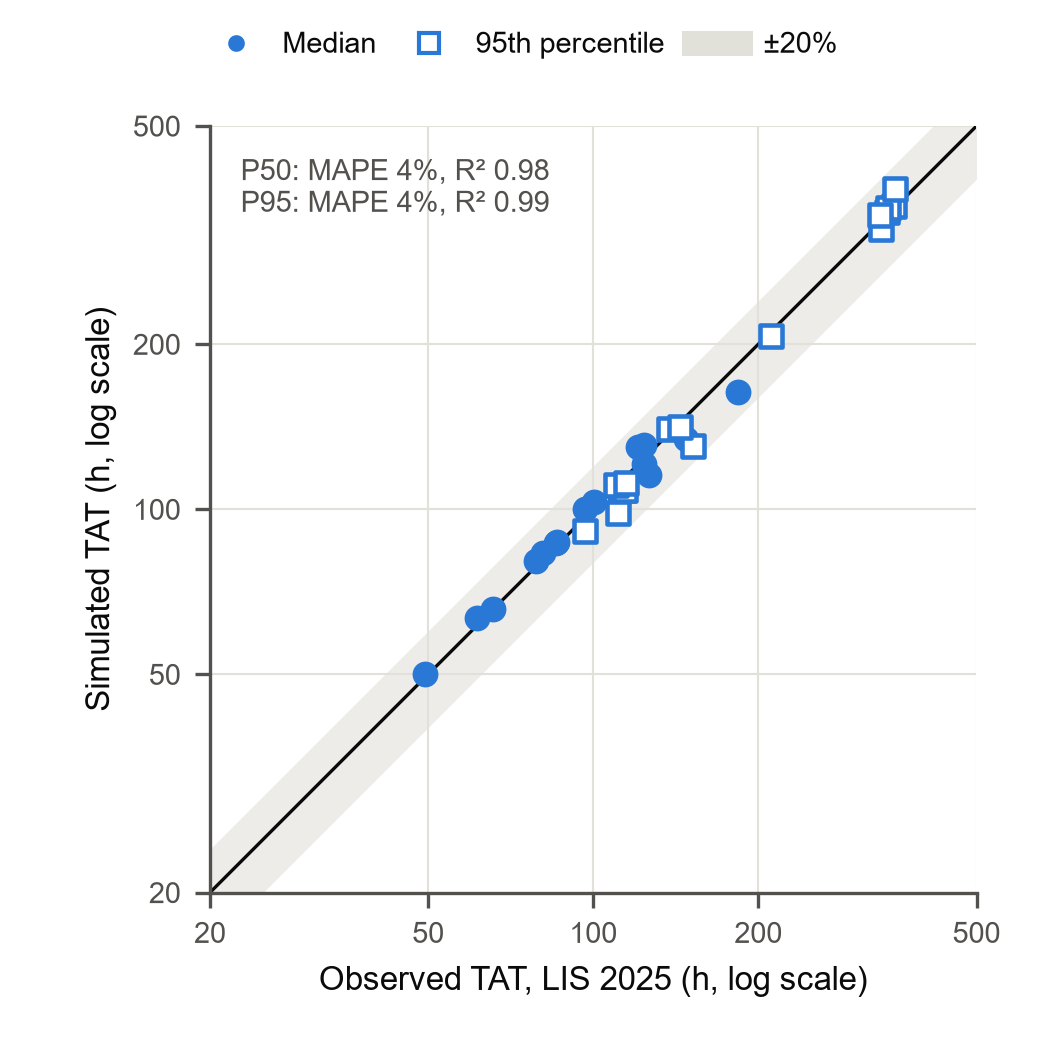 Median 95th percentile ±20%
500
P50: MAPE 4%, R² 0.98
P95: MAPE 4%, R² 0.99
200
100
50
20
Simulated TAT (h, log scale)
20 50 100 200 500
Observed TAT, LIS 2025 (h, log scale)